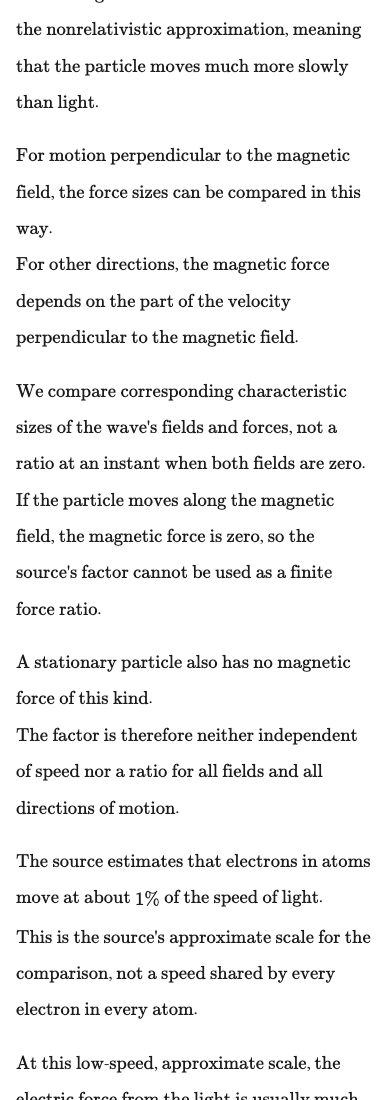 the nonrelativistic approximation, meaning
that the particle moves much more slowly
than light.
For motion perpendicular to the magnetic
field, the force sizes can be compared in this
way.
For other directions, the magnetic force
depends on the part of the velocity
perpendicular to the magnetic field.
We compare corresponding characteristic
sizes of the wave's fields and forces, not a
ratio at an instant when both fields are zero.
If the particle moves along the magnetic
field, the magnetic force is zero, so the
source's factor cannot be used as a finite
force ratio.
A stationary particle also has no magnetic
force of this kind.
The factor is therefore neither independent
of speed nor a ratio for all fields and all
directions of motion.
The source estimates that electrons in atoms
move at about 1% of the speed of light.
This is the source's approximate scale for the
comparison, not a speed shared by every
electron in every atom.
At this low-speed, approximate scale, the
electric force from the light is usually much